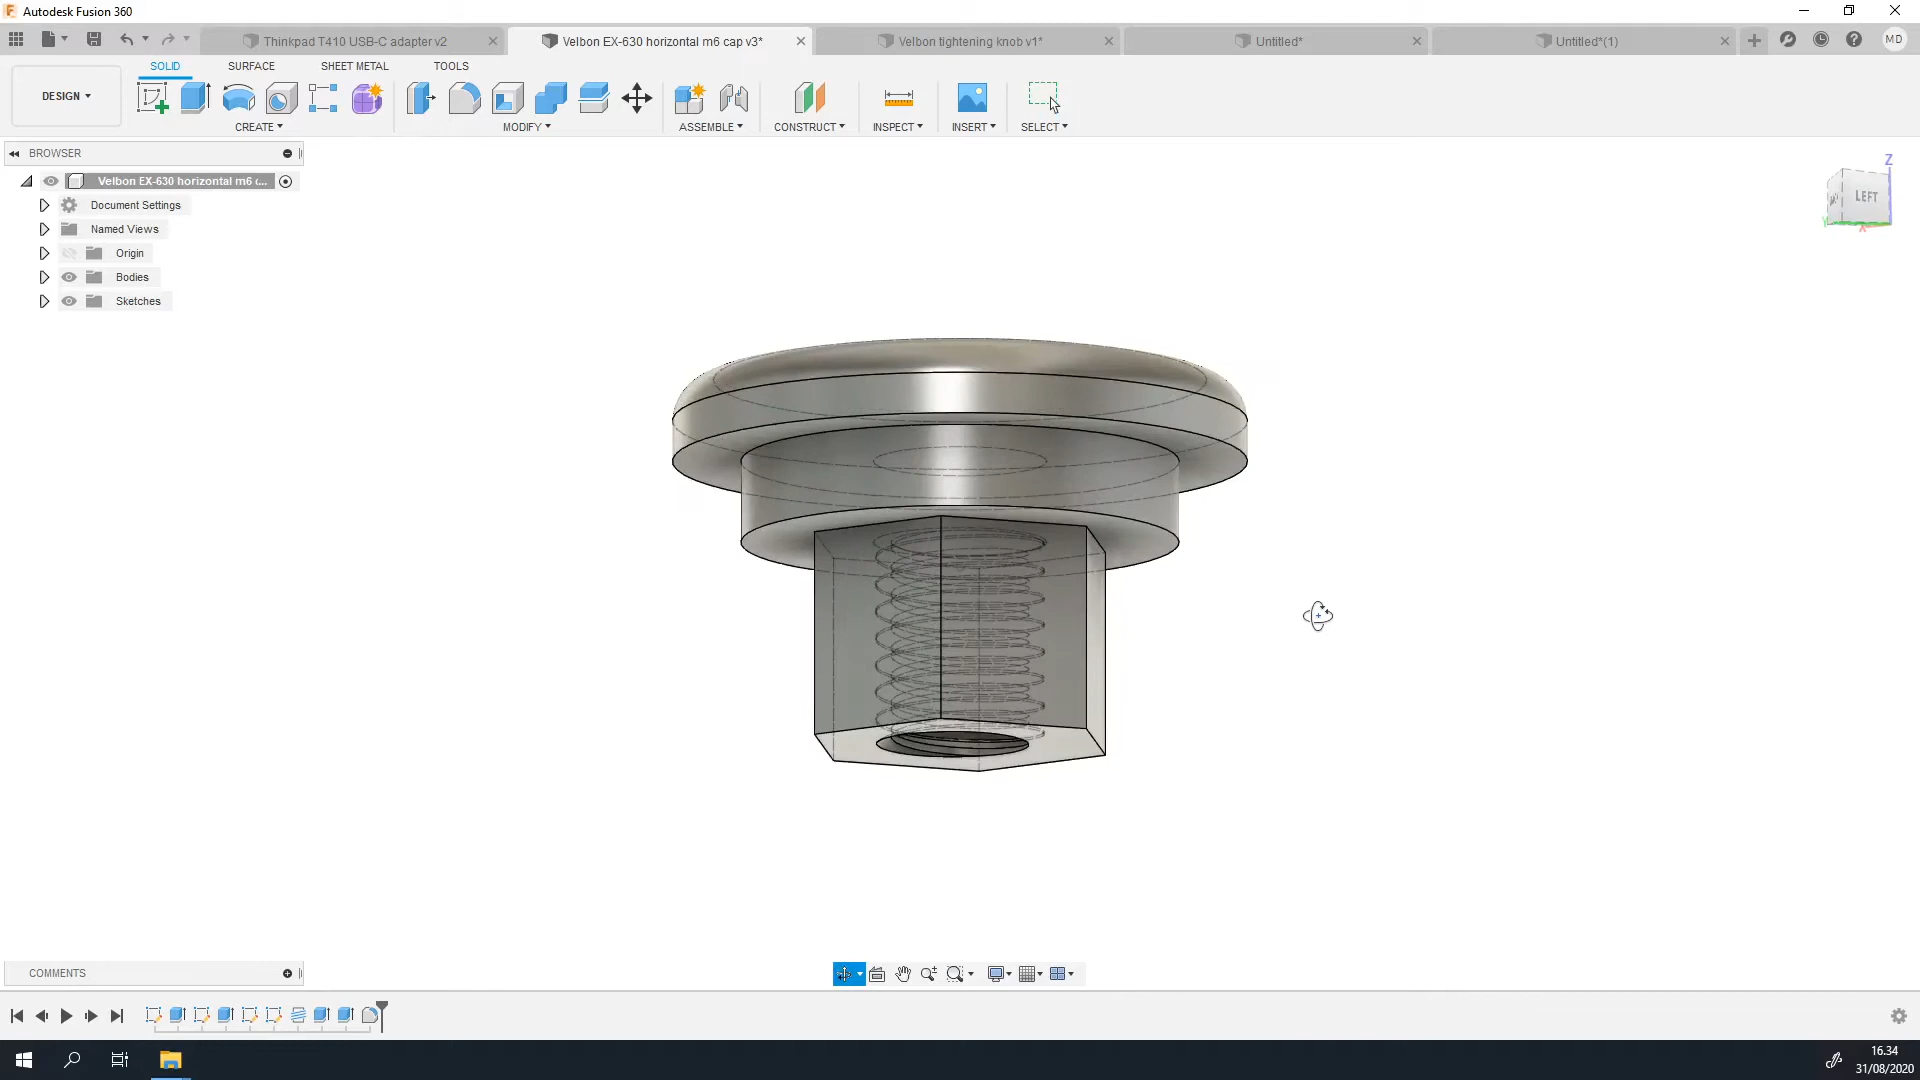 Autodesk Fusion 360
Thinkpad T410 USB-C adapter v2
Velbon EX-630 horizontal m6 cap v3*
Velbon tightening knob v1*
Untitled*
Untitled*(1)
MD
SOLID
SURFACE
SHEET METAL
TOOLS
DESIGN
CREATE
MODIFY
ASSEMBLE
CONSTRUCT
INSPECT
INSERT
SELECT
BROWSER
Velbon EX-630 horizontal m6 c...
Document Settings
Named Views
Origin
Bodies
Sketches
Z
LEFT
Y
X
COMMENTS
16.34
31/08/2020